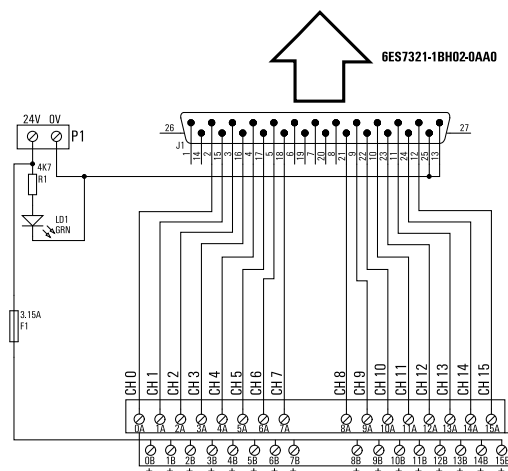 6ES7321-1BH02-0AA0
24V 0V
P1
26
27
J1
1 14 2 15 3 16 4 17 5 18 6 19 7 20 8 21 9 22 10 23 11 24 12 25 13
4K7
R1
LD1
GRN
3.15A
F1
CH 0 CH 1 CH 2 CH 3 CH 4 CH 5 CH 6 CH 7 CH 8 CH 9 CH 10 CH 11 CH 12 CH 13 CH 14 CH 15
0A 1A 2A 3A 4A 5A 6A 7A 8A 9A 10A 11A 12A 13A 14A 15A
0B 1B 2B 3B 4B 5B 6B 7B 8B 9B 10B 11B 12B 13B 14B 15B
+ + + + + + + + + + + + + + + +